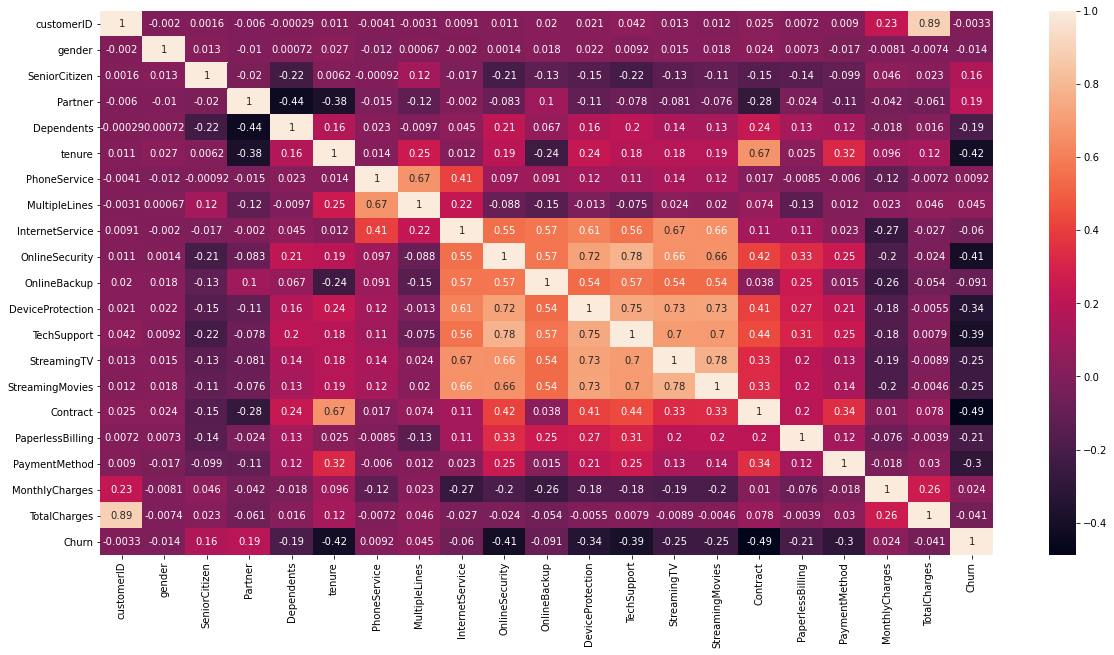 customerID 1 -0.002 0.0016 -0.006 -0.00029 0.011 -0.0041 -0.0031 0.0091 0.011 0.02 0.021 0.042 0.013 0.012 0.025 0.0072 0.009 0.23 0.89 -0.0033
gender -0.002 1 0.013 -0.01 0.00072 0.027 -0.012 0.00067 -0.002 0.0014 0.018 0.022 0.0092 0.015 0.018 0.024 0.0073 -0.017 -0.0081 -0.0074 -0.014
SeniorCitizen 0.0016 0.013 1 -0.02 -0.22 0.0062 -0.00092 0.12 -0.017 -0.21 -0.13 -0.15 -0.22 -0.13 -0.11 -0.15 -0.14 -0.099 0.046 0.023 0.16
Partner -0.006 -0.01 -0.02 1 -0.44 -0.38 -0.015 -0.12 -0.002 -0.083 0.1 -0.11 -0.078 -0.081 -0.076 -0.28 -0.024 -0.11 -0.042 -0.061 0.19
Dependents -0.00029 0.00072 -0.22 -0.44 1 0.16 0.023 -0.0097 0.045 0.21 0.067 0.16 0.2 0.14 0.13 0.24 0.13 0.12 -0.018 0.016 -0.19
tenure 0.011 0.027 0.0062 -0.38 0.16 1 0.014 0.25 0.012 0.19 -0.24 0.24 0.18 0.18 0.19 0.67 0.025 0.32 0.096 0.12 -0.42
PhoneService -0.0041 -0.012 -0.00092 -0.015 0.023 0.014 1 0.67 0.41 0.097 0.091 0.12 0.11 0.14 0.12 0.017 -0.0085 -0.006 -0.12 -0.0072 0.0092
MultipleLines -0.0031 0.00067 0.12 -0.12 -0.0097 0.25 0.67 1 0.22 -0.088 -0.15 -0.013 -0.075 0.024 0.02 0.074 -0.13 0.012 0.023 0.046 0.045
InternetService 0.0091 -0.002 -0.017 -0.002 0.045 0.012 0.41 0.22 1 0.55 0.57 0.61 0.56 0.67 0.66 0.11 0.11 0.023 -0.27 -0.027 -0.06
OnlineSecurity 0.011 0.0014 -0.21 -0.083 0.21 0.19 0.097 -0.088 0.55 1 0.57 0.72 0.78 0.66 0.66 0.42 0.33 0.25 -0.2 -0.024 -0.41
OnlineBackup 0.02 0.018 -0.13 0.1 0.067 -0.24 0.091 -0.15 0.57 0.57 1 0.54 0.57 0.54 0.54 0.038 0.25 0.015 -0.26 -0.054 -0.091
DeviceProtection 0.021 0.022 -0.15 -0.11 0.16 0.24 0.12 -0.013 0.61 0.72 0.54 1 0.75 0.73 0.73 0.41 0.27 0.21 -0.18 -0.0055 -0.34
TechSupport 0.042 0.0092 -0.22 -0.078 0.2 0.18 0.11 -0.075 0.56 0.78 0.57 0.75 1 0.7 0.7 0.44 0.31 0.25 -0.18 0.0079 -0.39
StreamingTV 0.013 0.015 -0.13 -0.081 0.14 0.18 0.14 0.024 0.67 0.66 0.54 0.73 0.7 1 0.78 0.33 0.2 0.13 -0.19 -0.0089 -0.25
StreamingMovies 0.012 0.018 -0.11 -0.076 0.13 0.19 0.12 0.02 0.66 0.66 0.54 0.73 0.7 0.78 1 0.33 0.2 0.14 -0.2 -0.0046 -0.25
Contract 0.025 0.024 -0.15 -0.28 0.24 0.67 0.017 0.074 0.11 0.42 0.038 0.41 0.44 0.33 0.33 1 0.2 0.34 0.01 0.078 -0.49
PaperlessBilling 0.0072 0.0073 -0.14 -0.024 0.13 0.025 -0.0085 -0.13 0.11 0.33 0.25 0.27 0.31 0.2 0.2 0.2 1 0.12 -0.076 -0.0039 -0.21
PaymentMethod 0.009 -0.017 -0.099 -0.11 0.12 0.32 -0.006 0.012 0.023 0.25 0.015 0.21 0.25 0.13 0.14 0.34 0.12 1 -0.018 0.03 -0.3
MonthlyCharges 0.23 -0.0081 0.046 -0.042 -0.018 0.096 -0.12 0.023 -0.27 -0.2 -0.26 -0.18 -0.18 -0.19 -0.2 0.01 -0.076 -0.018 1 0.26 0.024
TotalCharges 0.89 -0.0074 0.023 -0.061 0.016 0.12 -0.0072 0.046 -0.027 -0.024 -0.054 -0.0055 0.0079 -0.0089 -0.0046 0.078 -0.0039 0.03 0.26 1 -0.041
Churn -0.0033 -0.014 0.16 0.19 -0.19 -0.42 0.0092 0.045 -0.06 -0.41 -0.091 -0.34 -0.39 -0.25 -0.25 -0.49 -0.21 -0.3 0.024 -0.041 1
customerID gender SeniorCitizen Partner Dependents tenure PhoneService MultipleLines InternetService OnlineSecurity OnlineBackup DeviceProtection TechSupport StreamingTV StreamingMovies Contract PaperlessBilling PaymentMethod MonthlyCharges TotalCharges Churn
1.0
0.8
0.6
0.4
0.2
0.0
−0.2
−0.4